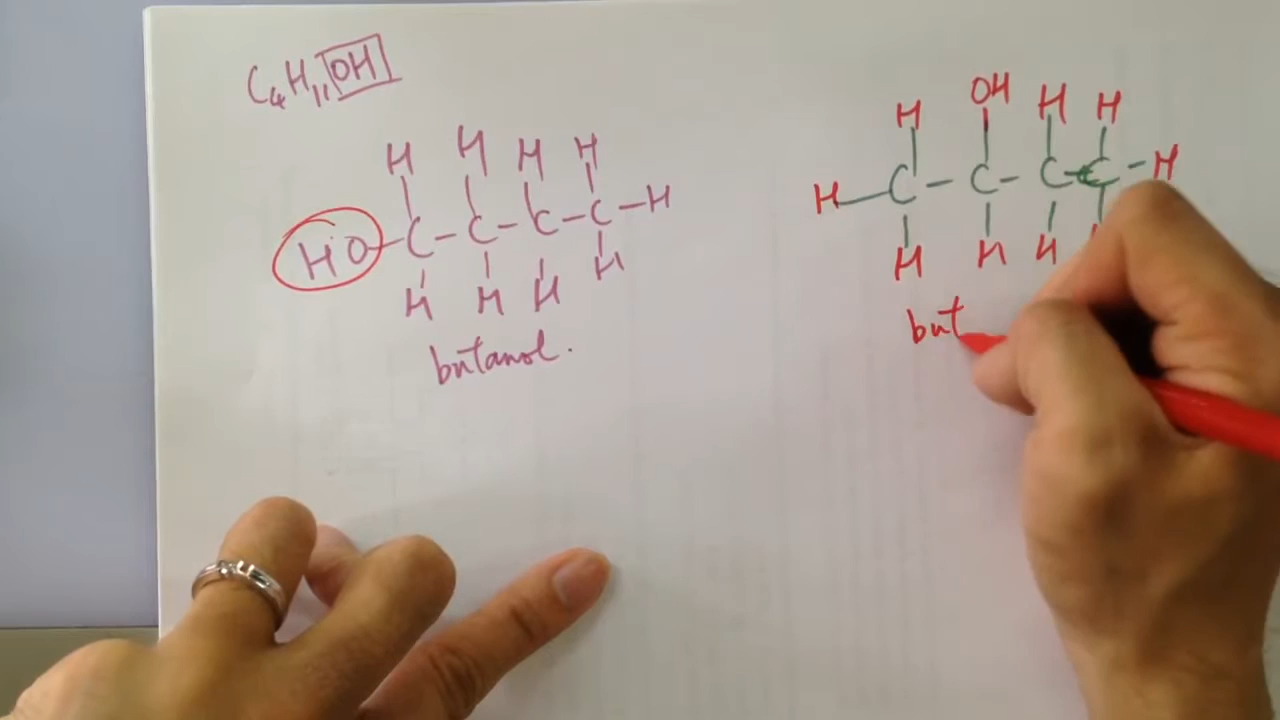 C₄H₁₁OH
H H H H
HO-C-C-C-C-H
H H H H
butanol.
H OH H H
H-C-C-C-C-H
H H H
but